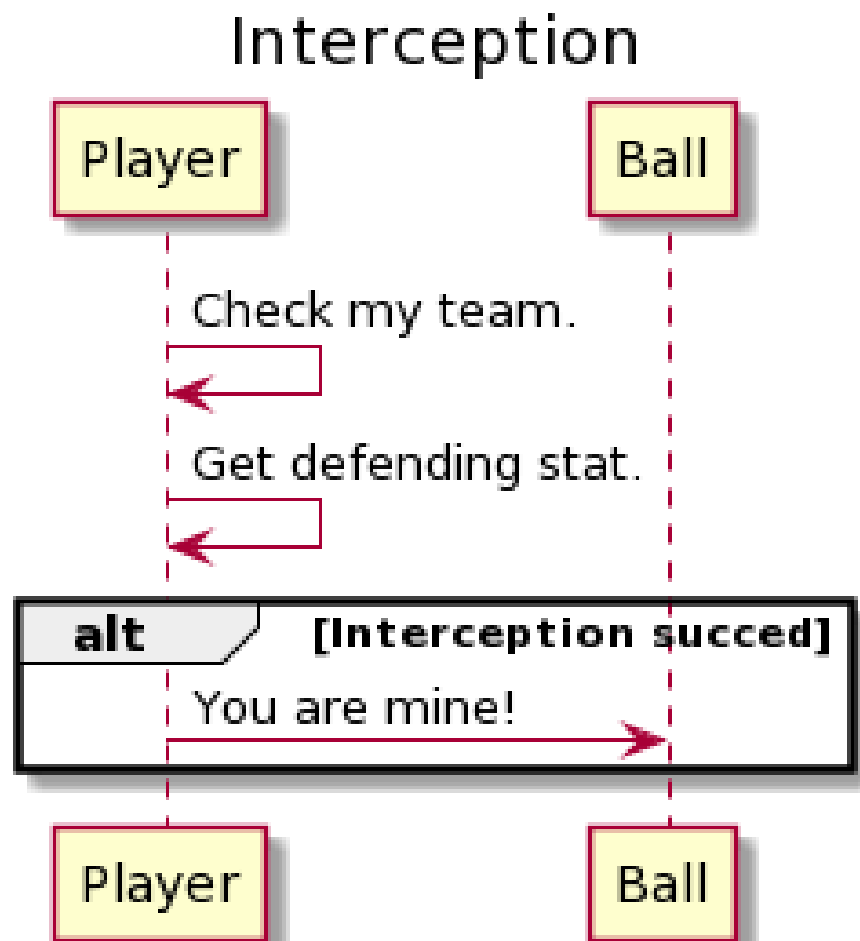 Interception
Player Ball
Check my team.
Get defending stat.
alt [Interception succed]
You are mine!
Player Ball